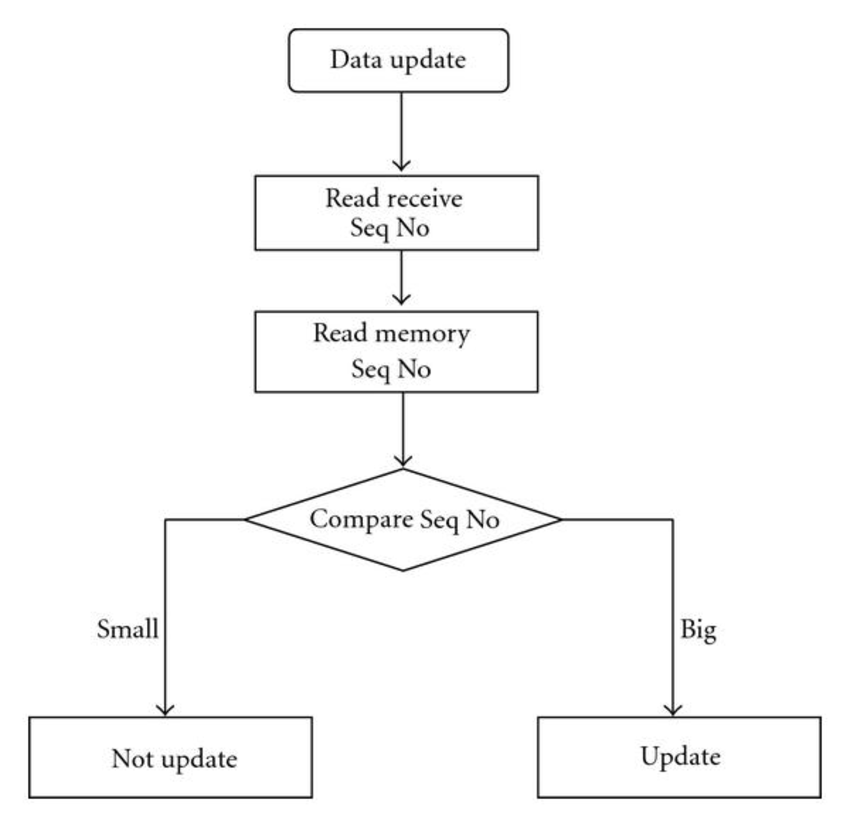 Data update
Read receive
Seq No
Read memory
Seq No
Compare Seq No
Small
Big
Not update
Update